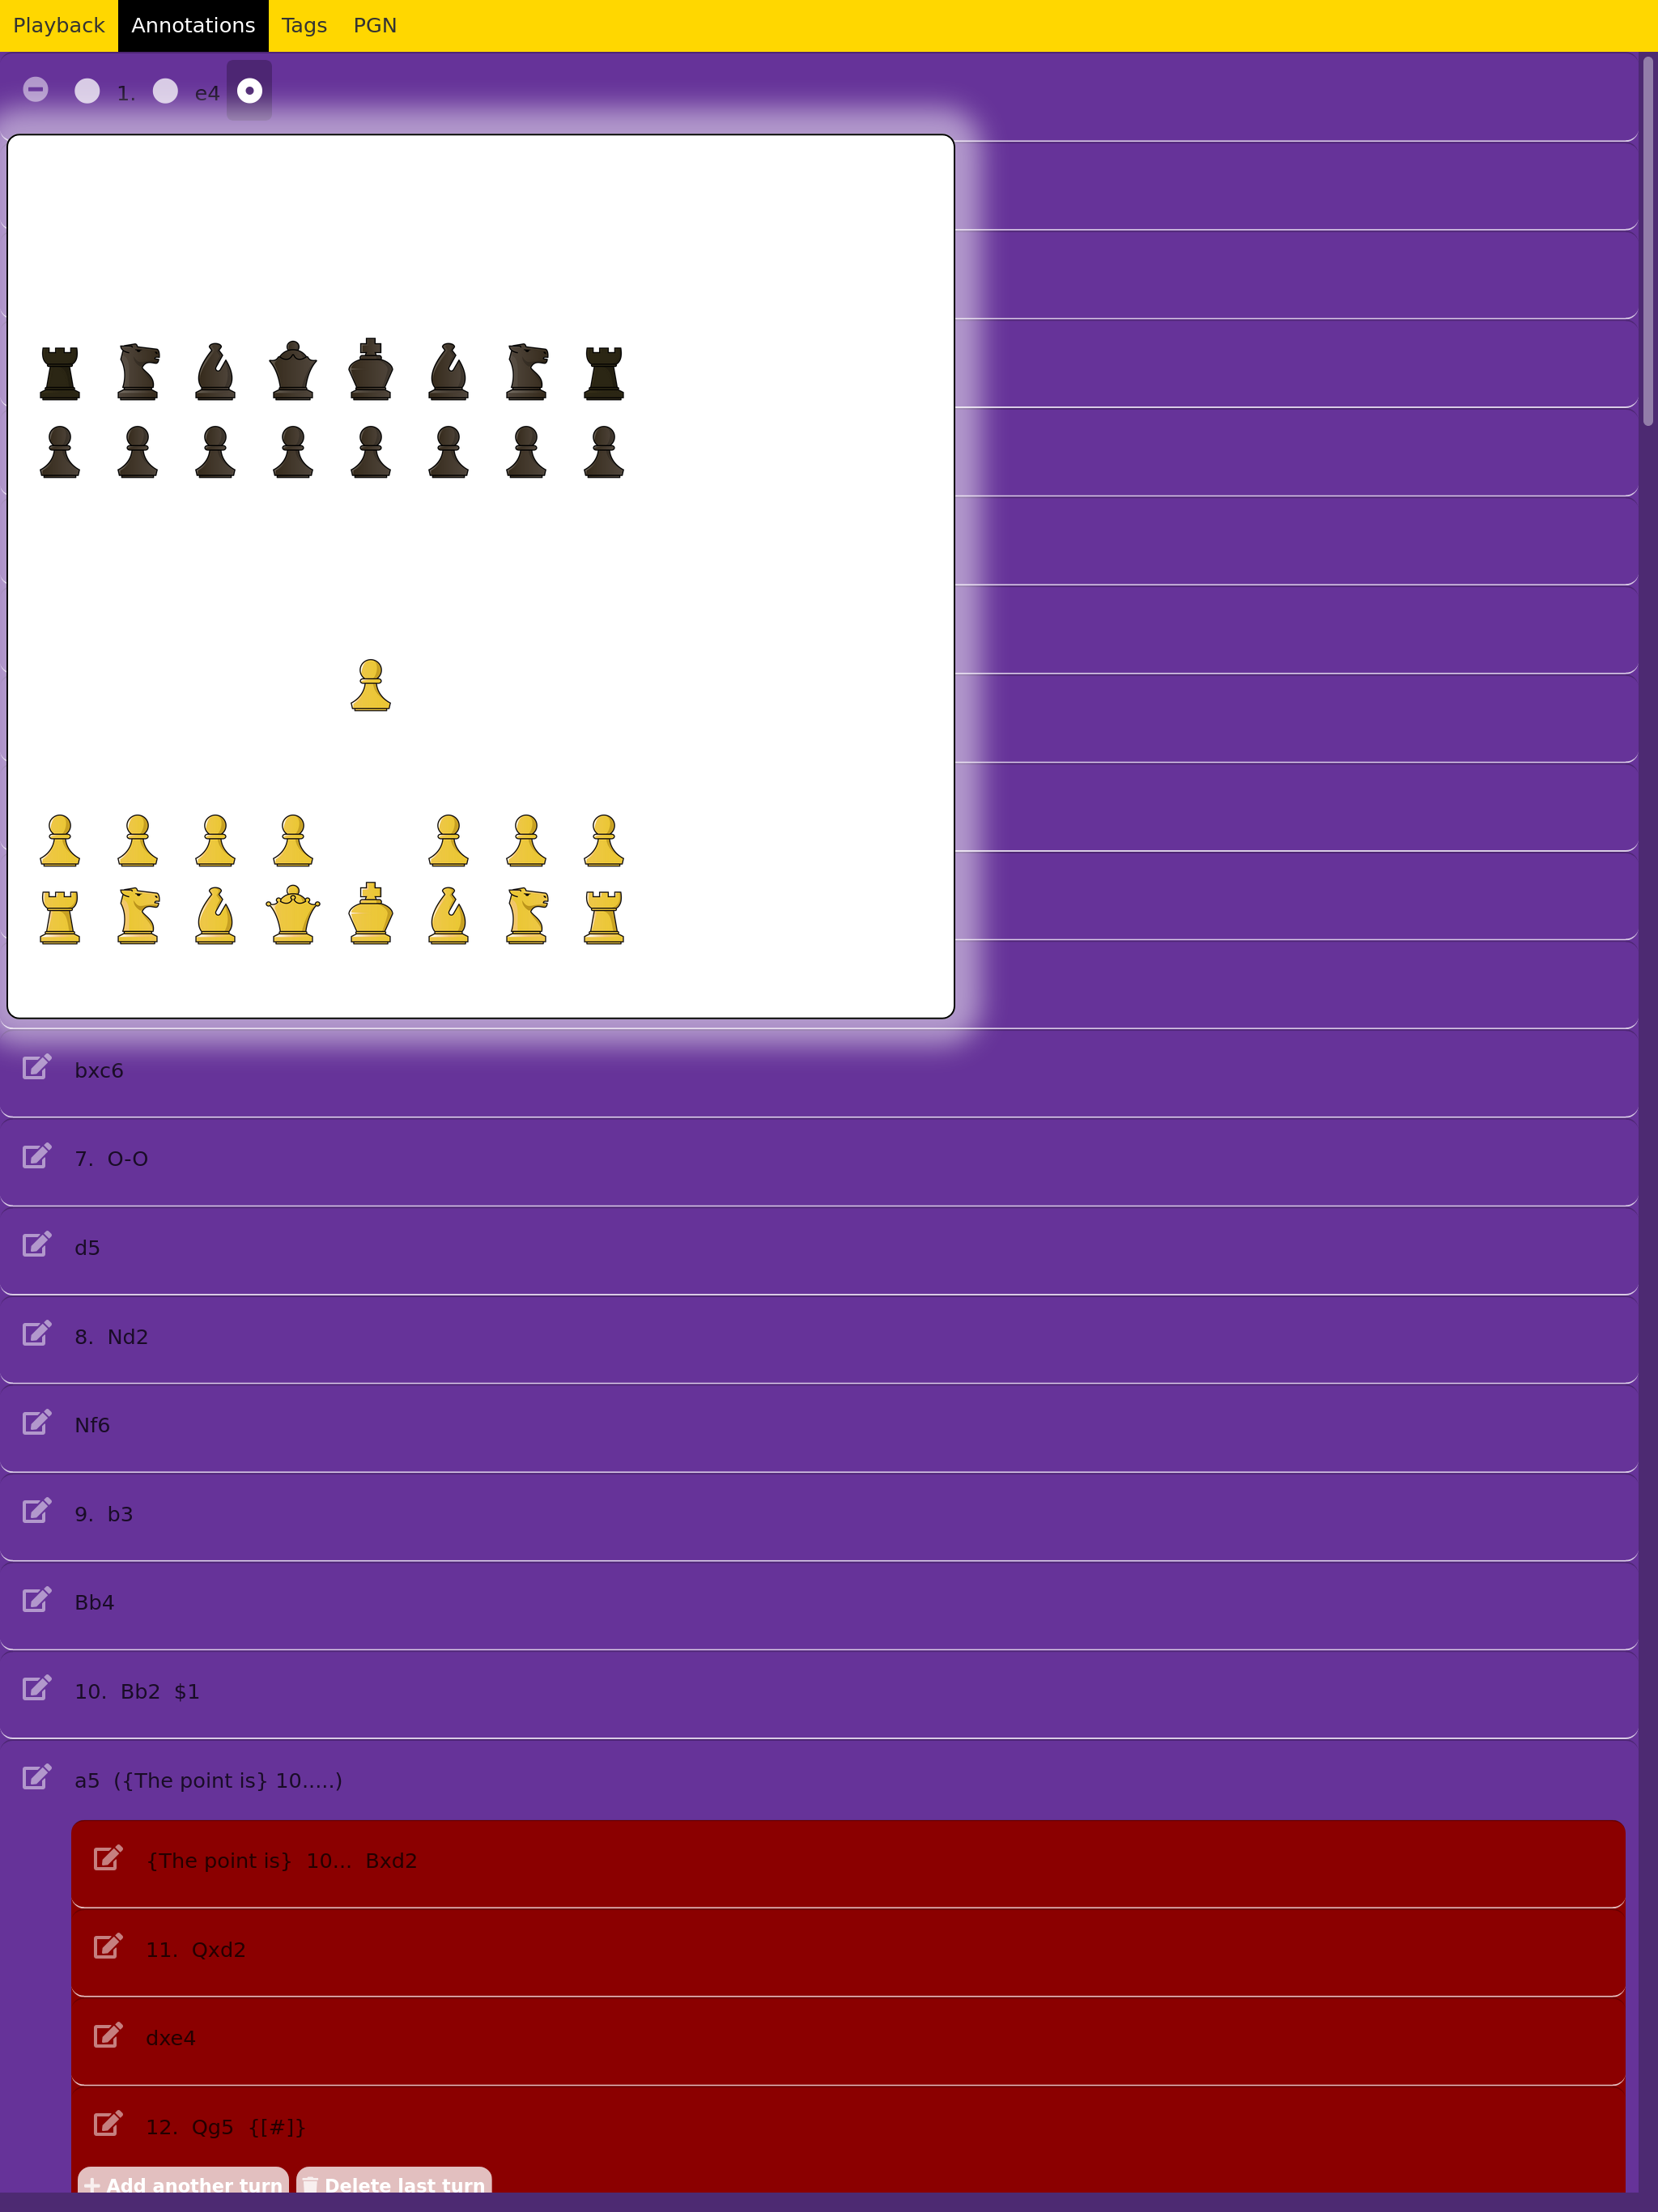 Playback Annotations Tags PGN
1. e4
bxc6
7. O-O
d5
8. Nd2
Nf6
9. b3
Bb4
10. Bb2 $1
a5 ({The point is} 10.....)
{The point is} 10... Bxd2
11. Qxd2
dxe4
12. Qg5 {[#]}
Add another turn Delete last turn